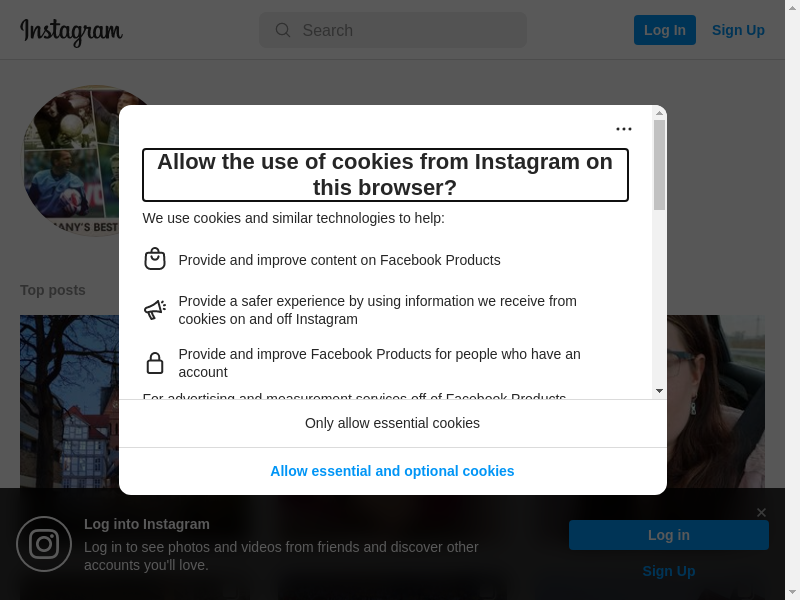 Instagram
Search
Log In
Sign Up
Allow the use of cookies from Instagram on
this browser?
We use cookies and similar technologies to help:
Provide and improve content on Facebook Products
Provide a safer experience by using information we receive from
cookies on and off Instagram
Provide and improve Facebook Products for people who have an
account
For advertising and measurement services off of Facebook Products
Only allow essential cookies
Allow essential and optional cookies
ANY'S BEST
Top posts
Log into Instagram
Log in to see photos and videos from friends and discover other
accounts you'll love.
Log in
Sign Up